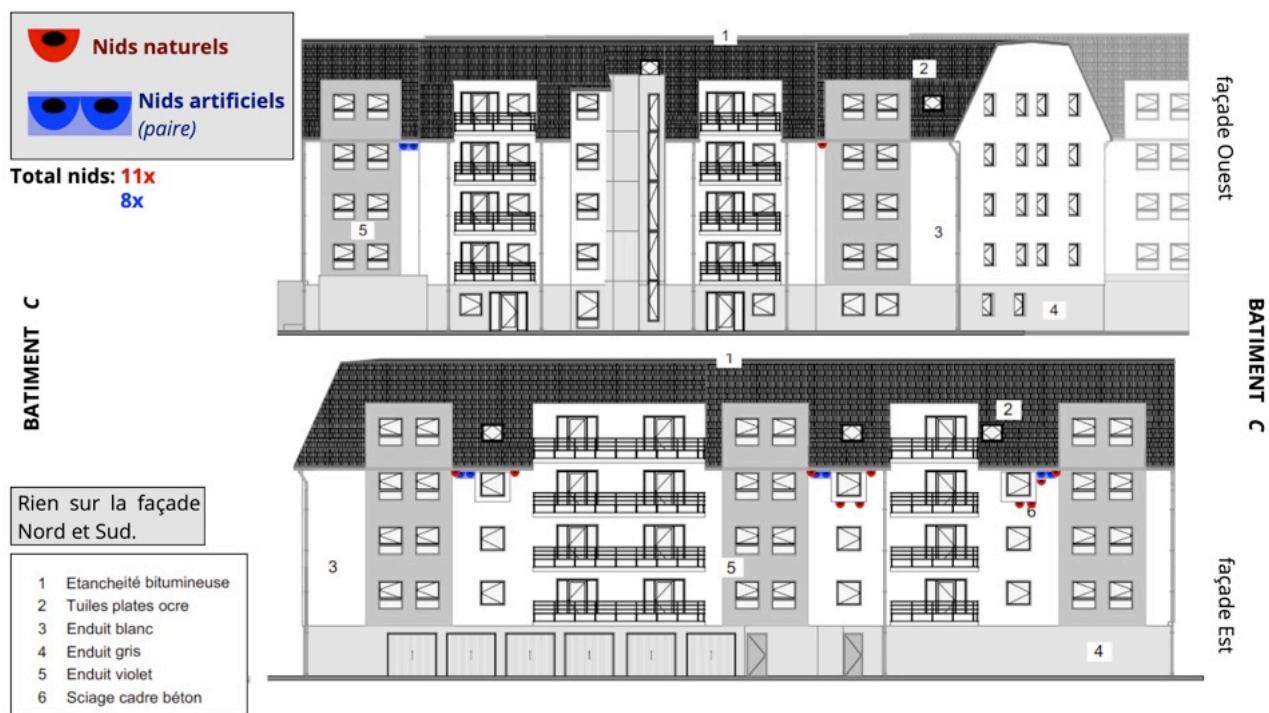 Nids naturels
Nids artificiels
(paire)
Total nids: 11x
8x
1
2
5
3
4
façade Ouest
BATIMENT C
BATIMENT C
1
2
6
3
5
4
façade Est
Rien sur la façade
Nord et Sud.
1 Etancheité bitumineuse
2 Tuiles plates ocre
3 Enduit blanc
4 Enduit gris
5 Enduit violet
6 Sciage cadre béton